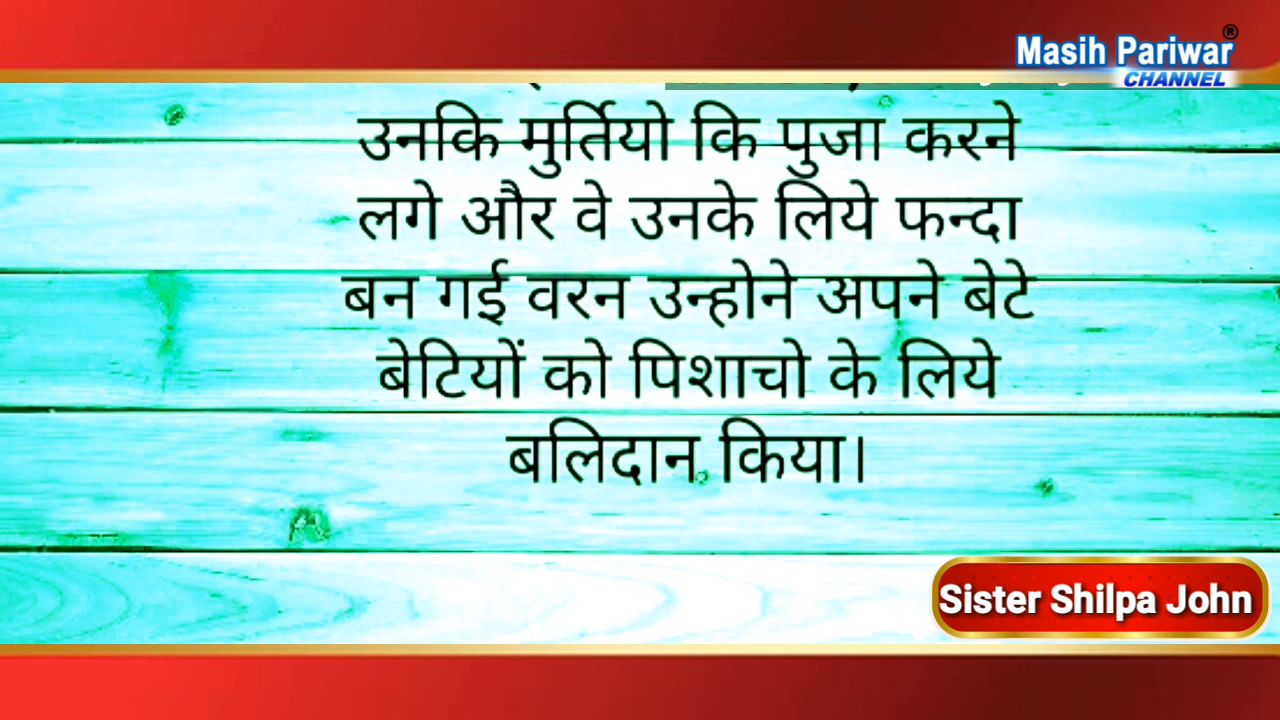 Masih Pariwar®
CHANNEL
उनकि मुर्तियो कि पुजा करने
लगे और वे उनके लिये फन्दा
बन गई वरन उन्होने अपने बेटे
बेटियों को पिशाचो के लिये
बलिदान किया।
Sister Shilpa John